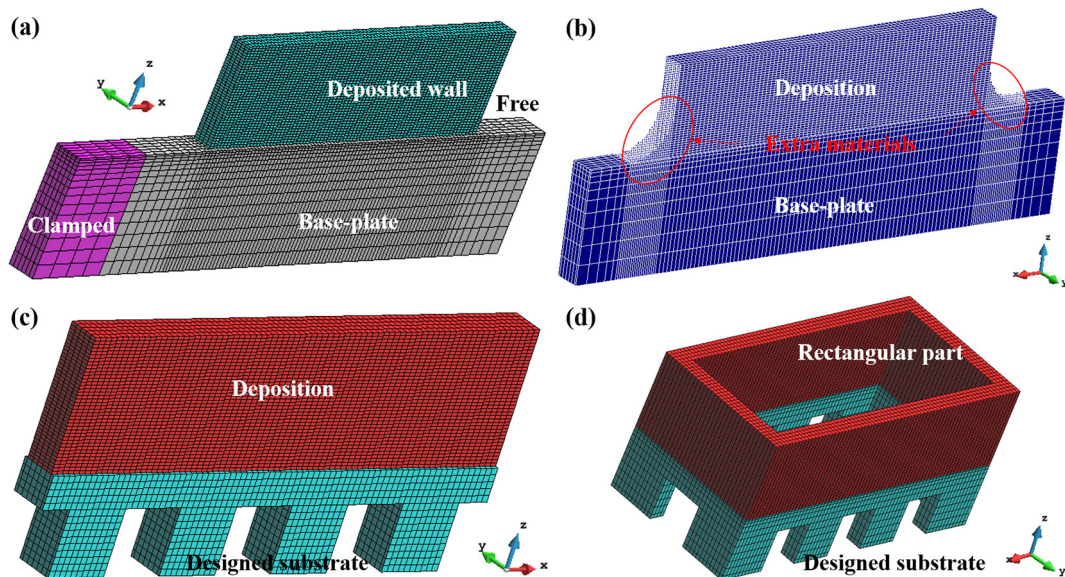 (a)
z
y
x
Deposited wall
Free
Clamped
Base-plate
(b)
Deposition
Extra materials
Base-plate
z
x
y
(c)
Deposition
Designed substrate
z
y
x
(d)
Rectangular part
Designed substrate
z
x
y